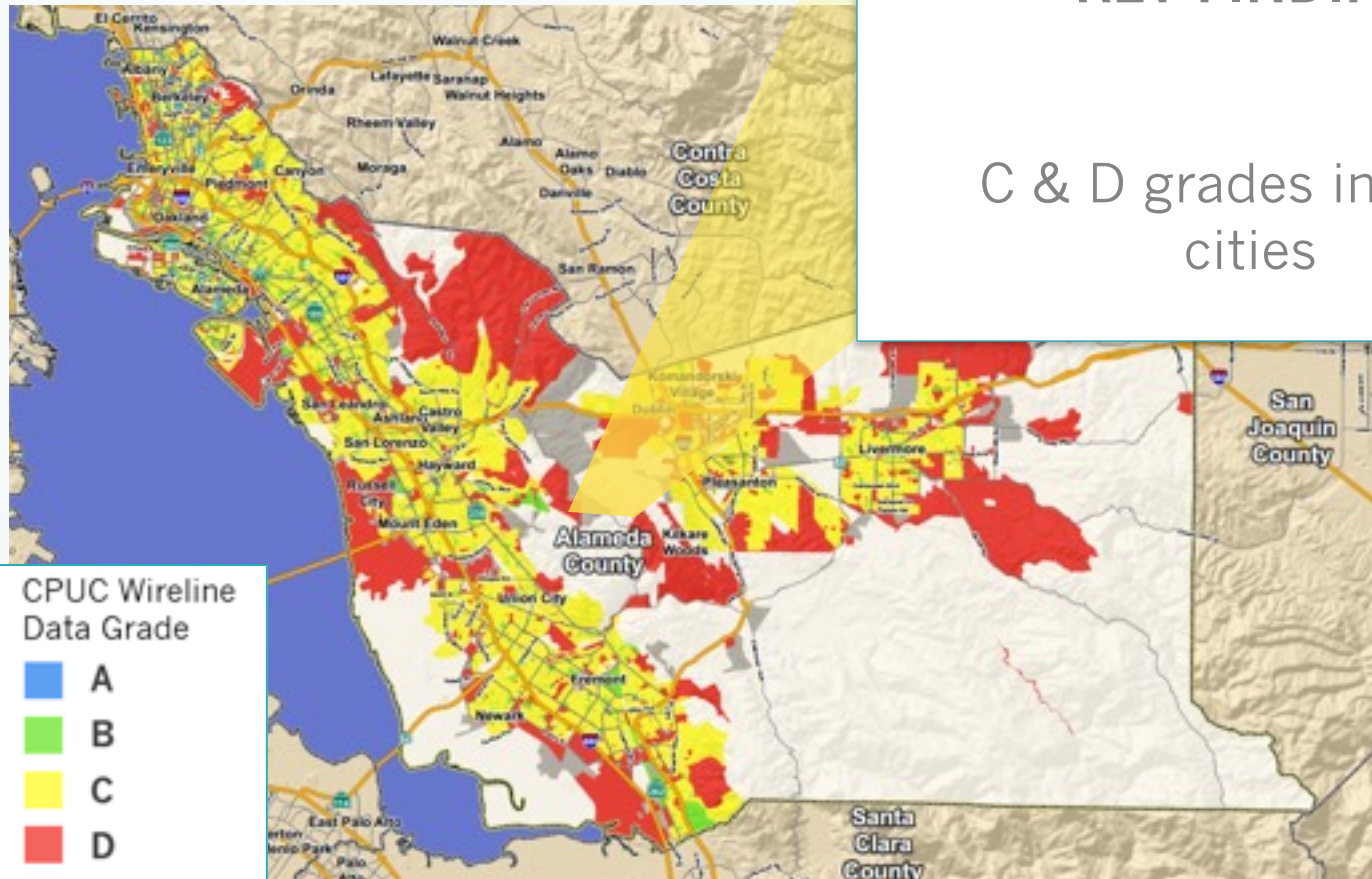 El Cerrito
Kensington
Albany
Berkeley
Walnut Creek
Lafayette Saranap
Walnut Heights
Orinda
Rheem Valley
Alamo
Alamo
Oaks
Diablo
Danville
Moraga
Canyon
Emeryville
Piedmont
Oakland
Alameda
Contra
Costa
County
San Ramon
C & D grades in
cities
Komandorski
Village
Dublin
San Leandro
Ashland
Castro
Valley
San Lorenzo
Hayward
Russell
City
Mount Eden
Livermore
Pleasanton
San
Joaquin
County
Alameda
County
Kilkare
Woods
Union City
Fremont
Newark
CPUC Wireline
Data Grade
A
B
C
D
East Palo Alto
Palo
Santa
Clara
County